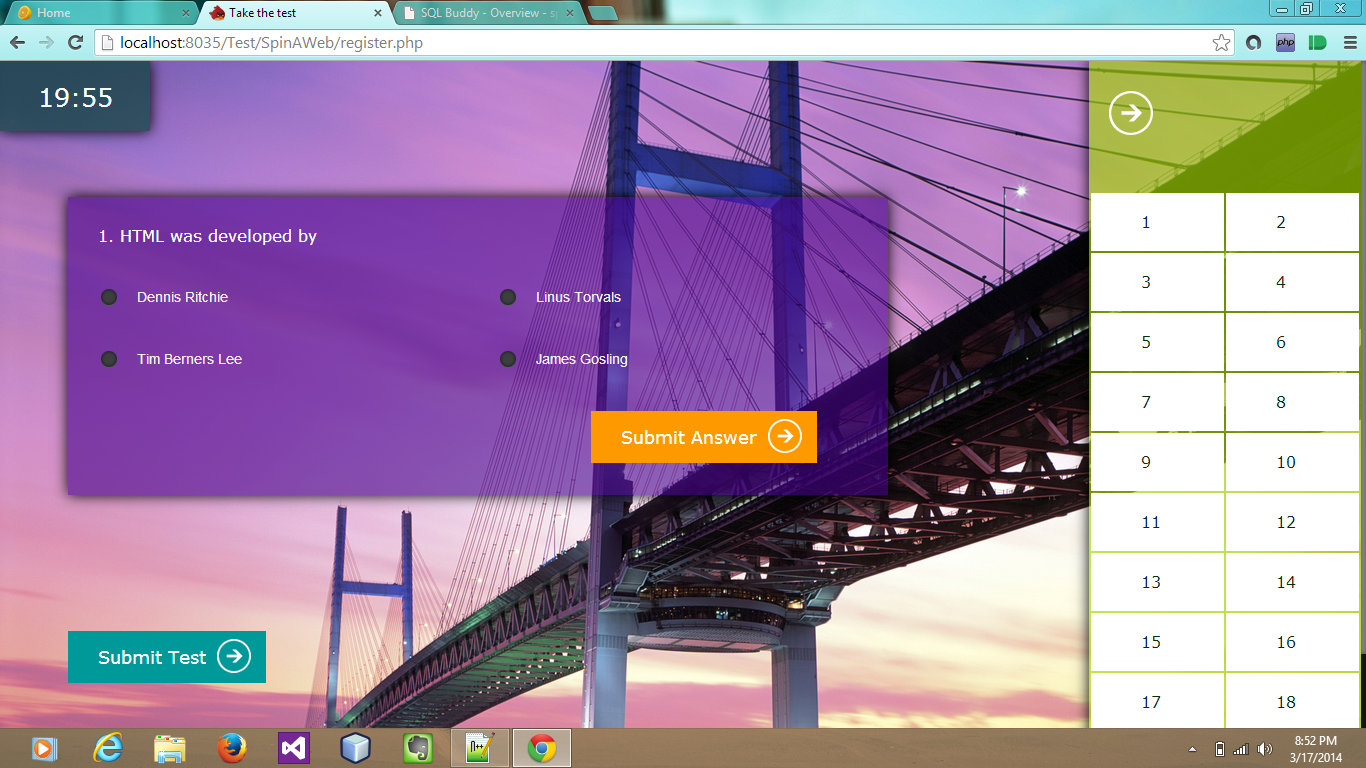 Home
Take the test
SQL Buddy - Overview - s
localhost:8035/Test/SpinAWeb/register.php
php
19:55
1. HTML was developed by
Dennis Ritchie
Linus Torvals
Tim Berners Lee
James Gosling
Submit Answer
Submit Test
1 2
3 4
5 6
7 8
9 10
11 12
13 14
15 16
17 18
8:52 PM
3/17/2014